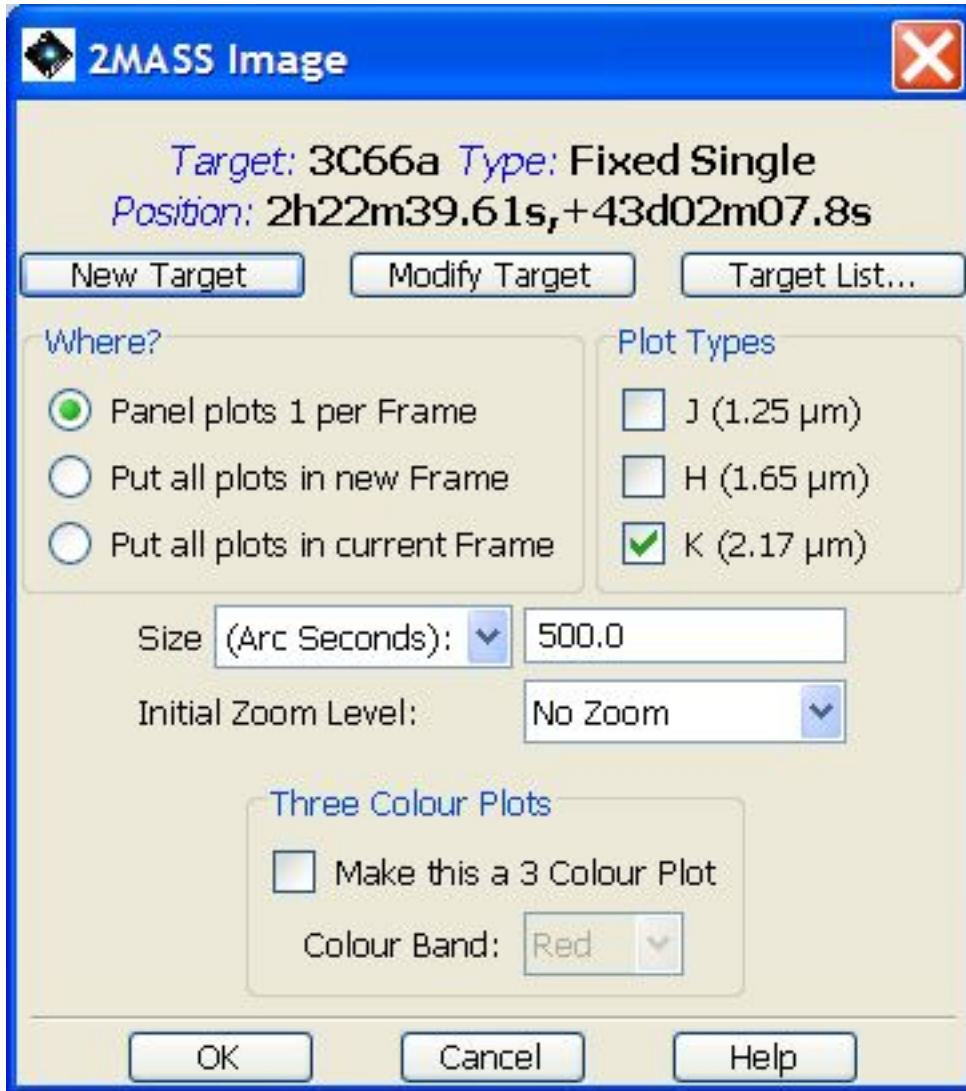 2MASS Image
Target: 3C66a Type: Fixed Single
Position: 2h22m39.61s,+43d02m07.8s
New Target Modify Target Target List...
Where?
Panel plots 1 per Frame
Put all plots in new Frame
Put all plots in current Frame
Plot Types
J (1.25 µm)
H (1.65 µm)
K (2.17 µm)
Size (Arc Seconds): 500.0
Initial Zoom Level: No Zoom
Three Colour Plots
Make this a 3 Colour Plot
Colour Band: Red
OK Cancel Help